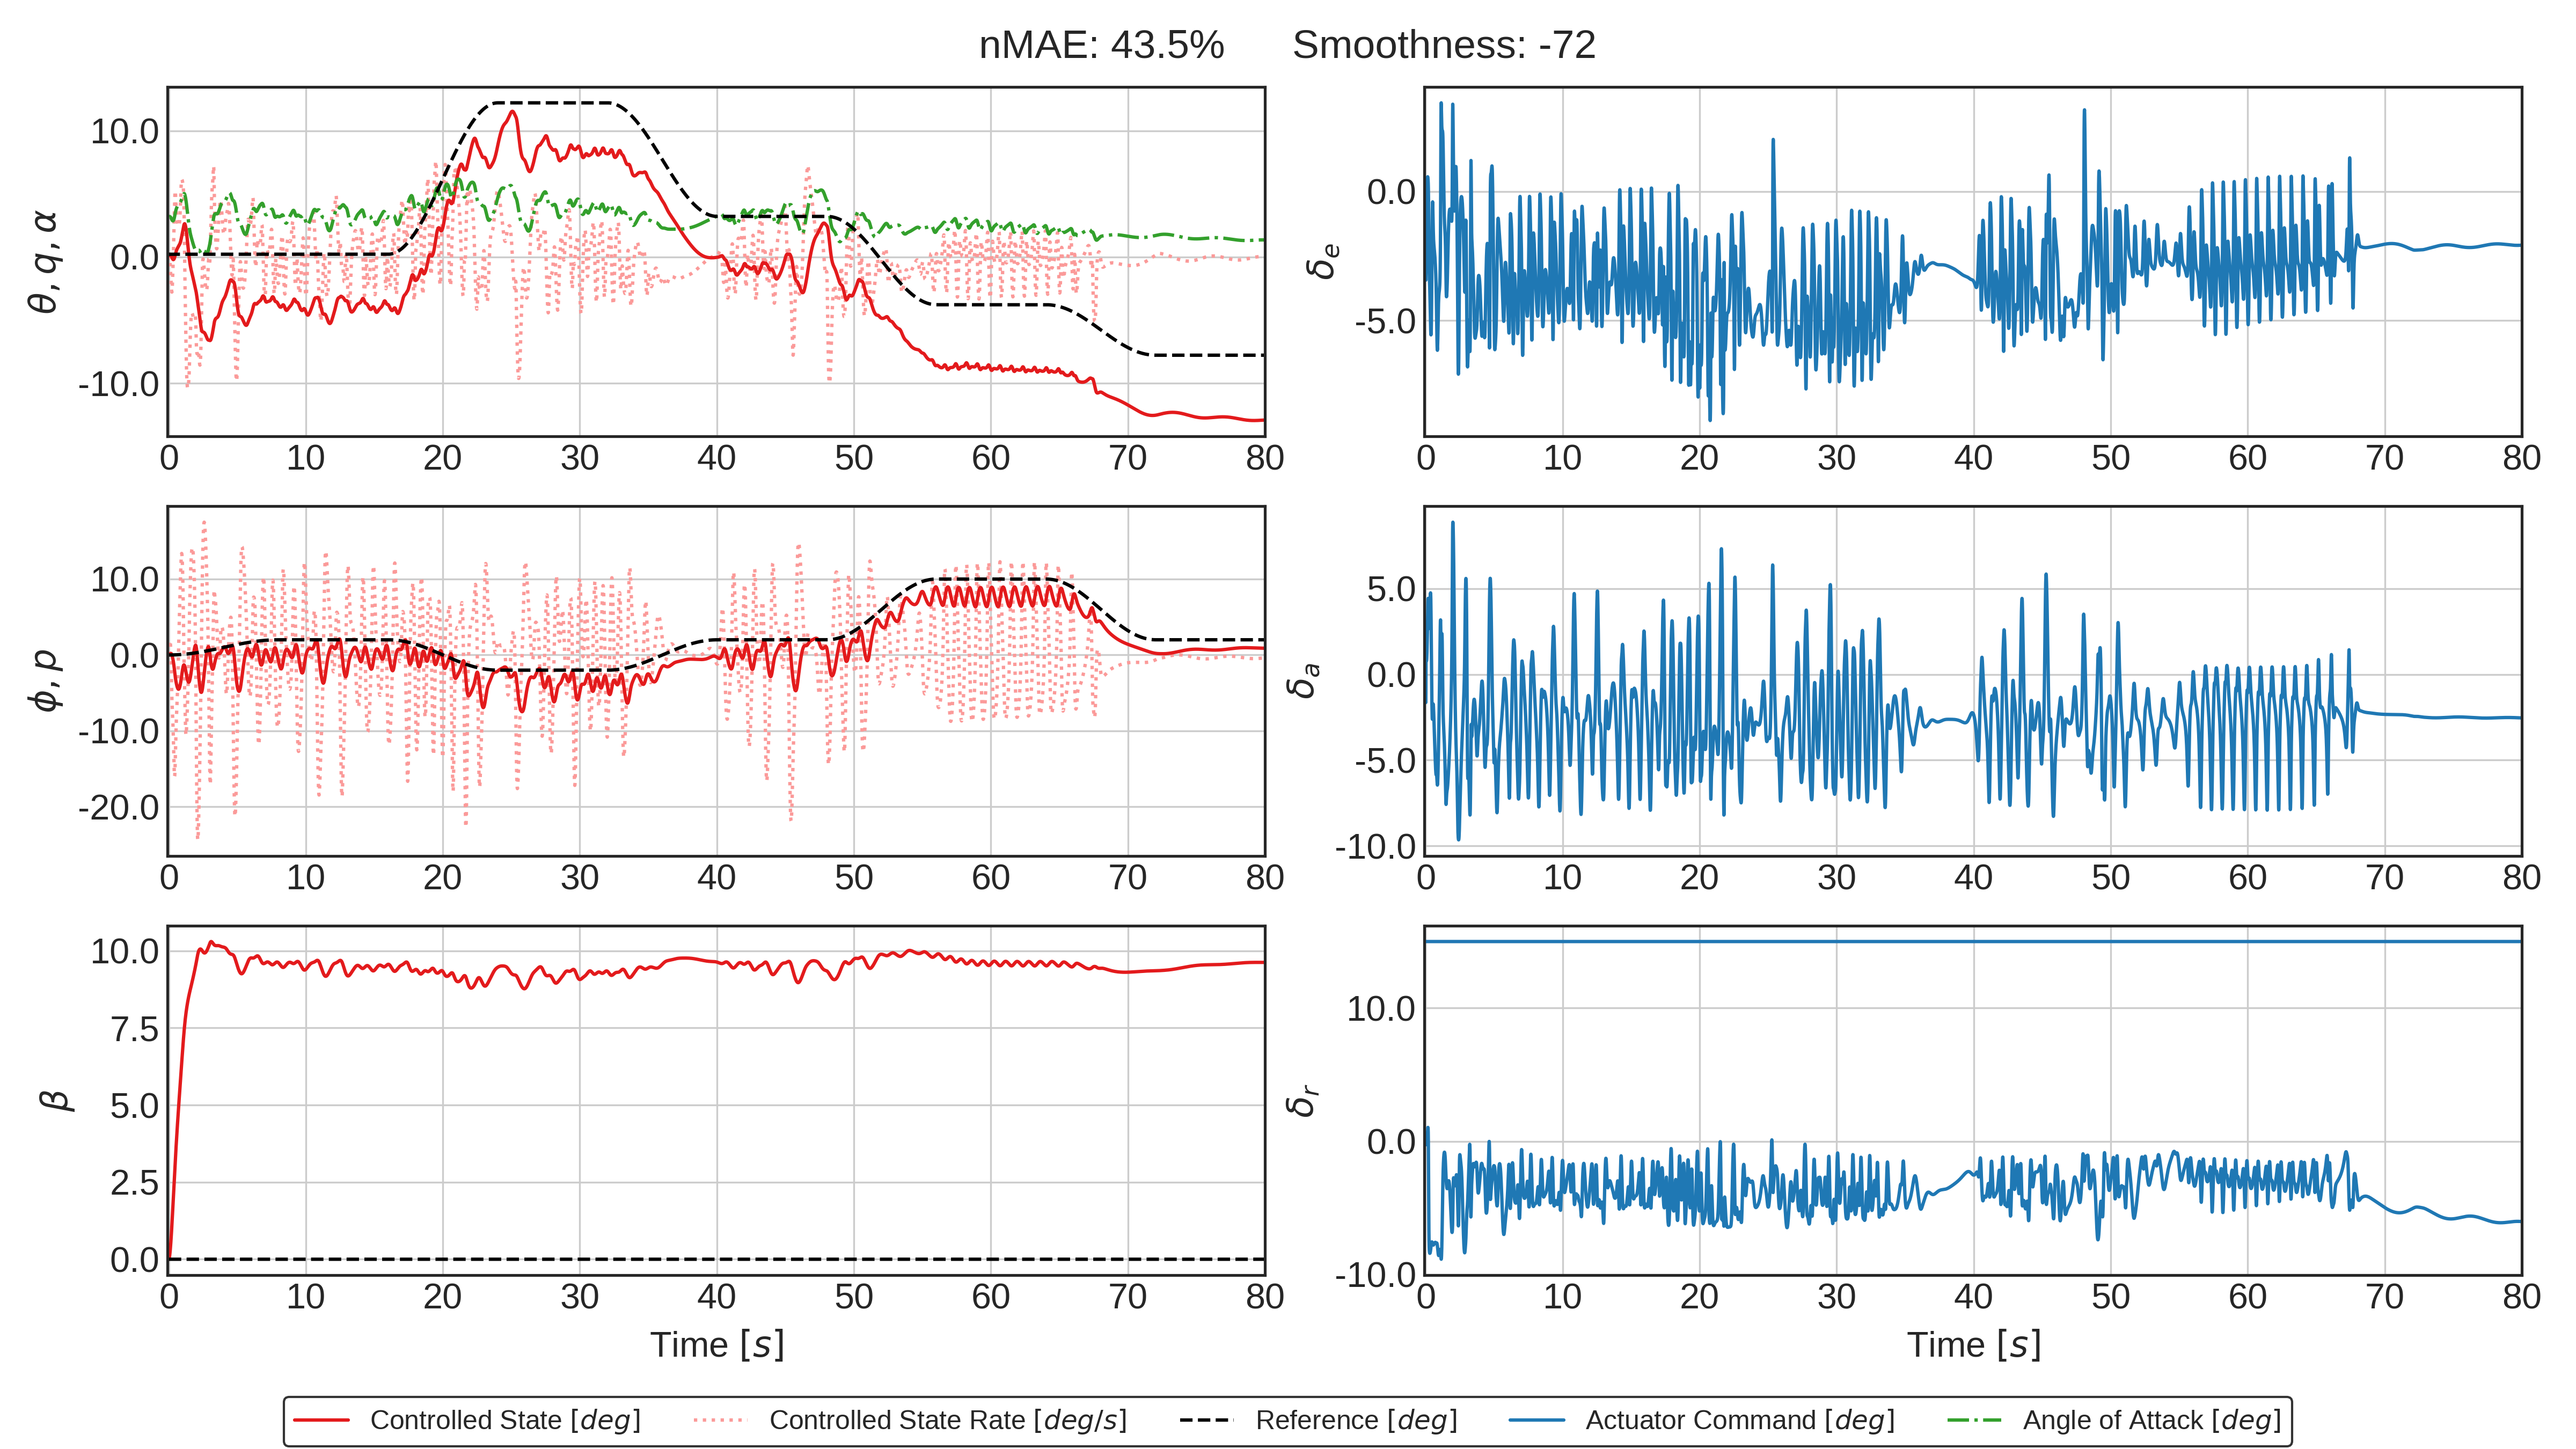 nMAE: 43.5% Smoothness: -72
θ, q, α
10.0
0.0
-10.0
0 10 20 30 40 50 60 70 80
δe
0.0
-5.0
0 10 20 30 40 50 60 70 80
ϕ, p
10.0
0.0
-10.0
-20.0
0 10 20 30 40 50 60 70 80
δa
5.0
0.0
-5.0
-10.0
0 10 20 30 40 50 60 70 80
β
10.0
7.5
5.0
2.5
0.0
0 10 20 30 40 50 60 70 80
Time [s]
δr
10.0
0.0
-10.0
0 10 20 30 40 50 60 70 80
Time [s]
Controlled State [deg] Controlled State Rate [deg/s] Reference [deg] Actuator Command [deg] Angle of Attack [deg]